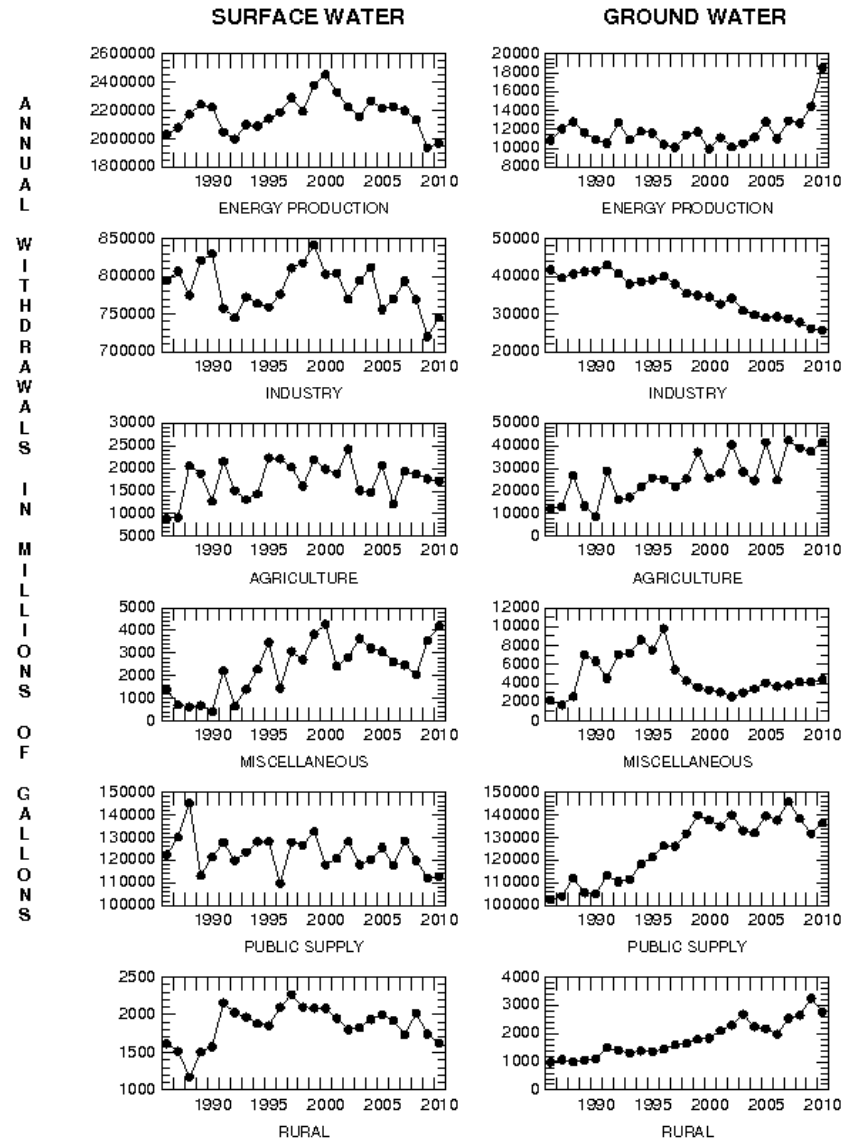 SURFACE WATER
GROUND WATER
ANNUAL WITHDRAWALS IN MILLIONS OF GALLONS
2600000
2400000
2200000
2000000
1800000
1990 1995 2000 2005 2010
ENERGY PRODUCTION
20000
18000
16000
14000
12000
10000
8000
1990 1995 2000 2005 2010
ENERGY PRODUCTION
850000
800000
750000
700000
1990 1995 2000 2005 2010
INDUSTRY
50000
40000
30000
20000
1990 1995 2000 2005 2010
INDUSTRY
30000
25000
20000
15000
10000
5000
1990 1995 2000 2005 2010
AGRICULTURE
50000
40000
30000
20000
10000
0
1990 1995 2000 2005 2010
AGRICULTURE
5000
4000
3000
2000
1000
0
1990 1995 2000 2005 2010
MISCELLANEOUS
12000
10000
8000
6000
4000
2000
0
1990 1995 2000 2005 2010
MISCELLANEOUS
150000
140000
130000
120000
110000
100000
1990 1995 2000 2005 2010
PUBLIC SUPPLY
150000
140000
130000
120000
110000
100000
1990 1995 2000 2005 2010
PUBLIC SUPPLY
2500
2000
1500
1000
1990 1995 2000 2005 2010
RURAL
4000
3000
2000
1000
0
1990 1995 2000 2005 2010
RURAL